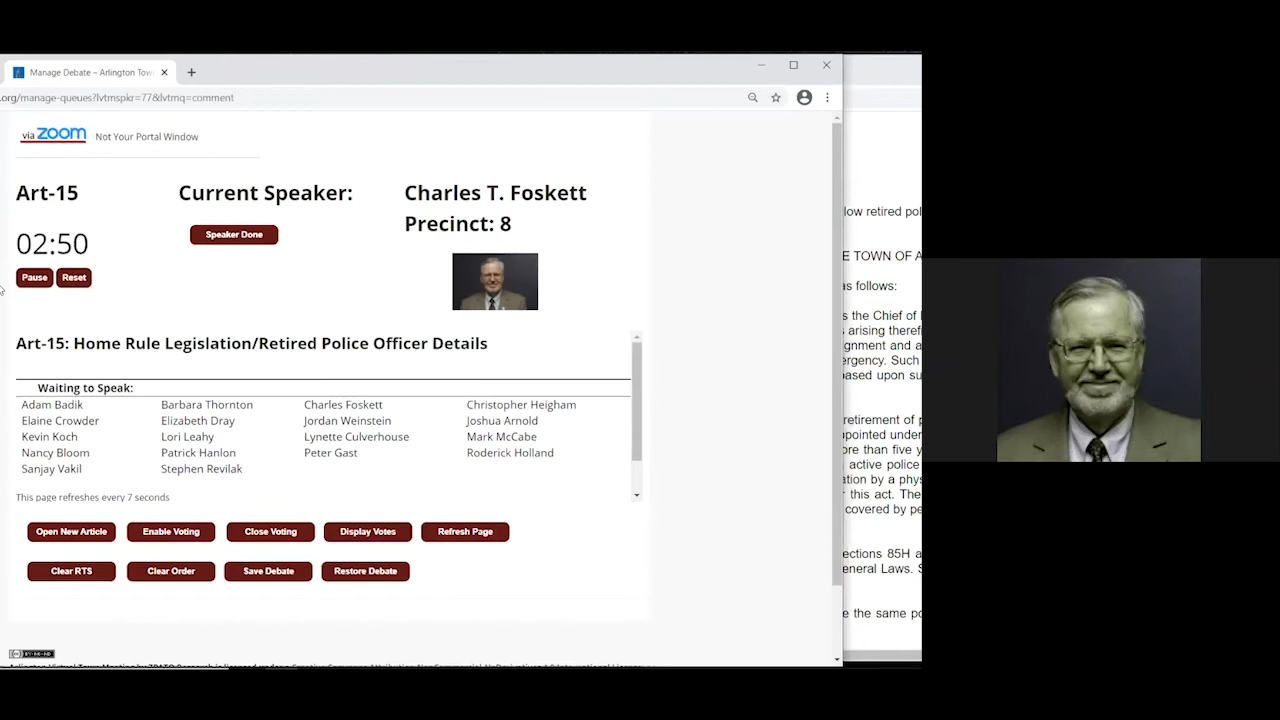 Manage Debate – Arlington Tow
.org/manage-queues?lvtmspkr=77&lvtmq=comment
via zoom Not Your Portal Window
Art-15 Current Speaker: Charles T. Foskett
Precinct: 8
02:50 Speaker Done
Pause Reset
Art-15: Home Rule Legislation/Retired Police Officer Details
Waiting to Speak:
Adam Badik Barbara Thornton Charles Foskett Christopher Heigham
Elaine Crowder Elizabeth Dray Jordan Weinstein Joshua Arnold
Kevin Koch Lori Leahy Lynette Culverhouse Mark McCabe
Nancy Bloom Patrick Hanlon Peter Gast Roderick Holland
Sanjay Vakil Stephen Revilak
This page refreshes every 7 seconds
Open New Article Enable Voting Close Voting Display Votes Refresh Page
Clear RTS Clear Order Save Debate Restore Debate
low retired pol
E TOWN OF A
as follows:
s the Chief of
s arising theref
gnment and a
ergency. Such
based upon su
retirement of p
ppointed under
ore than five y
active police
ation by a phys
r this act. The
covered by pe
ections 85H a
eneral Laws. S
e the same po